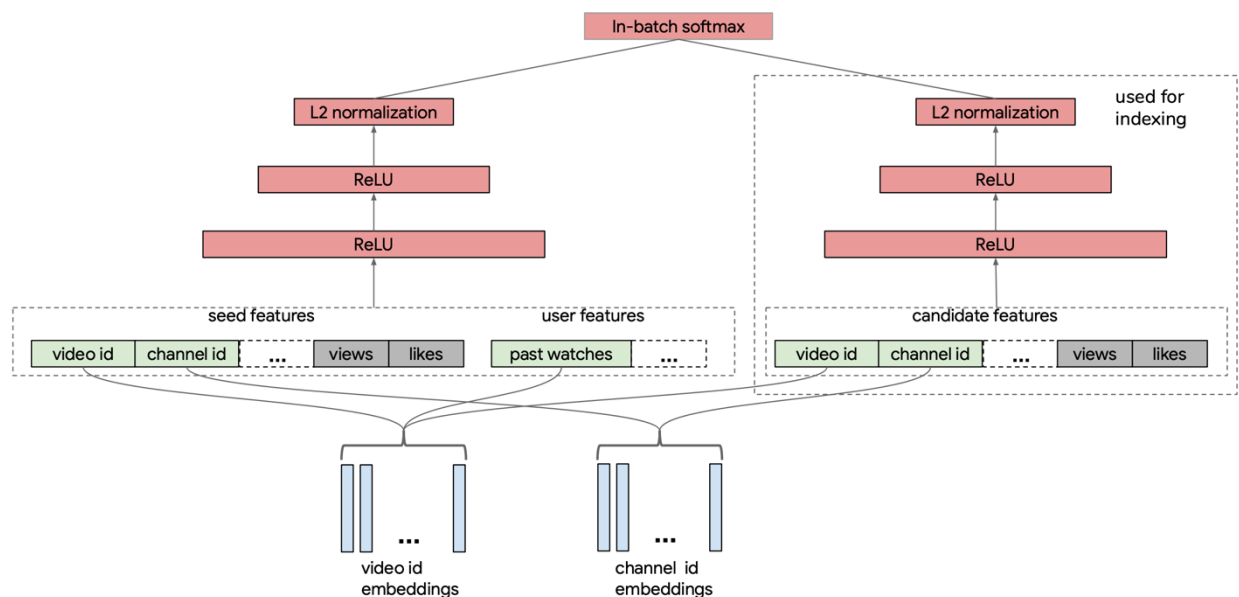 In-batch softmax
L2 normalization
L2 normalization
used for
indexing
ReLU
ReLU
ReLU
ReLU
seed features
user features
candidate features
video id
channel id
...
views
likes
past watches
...
video id
channel id
...
views
likes
...
...
video id
embeddings
channel id
embeddings